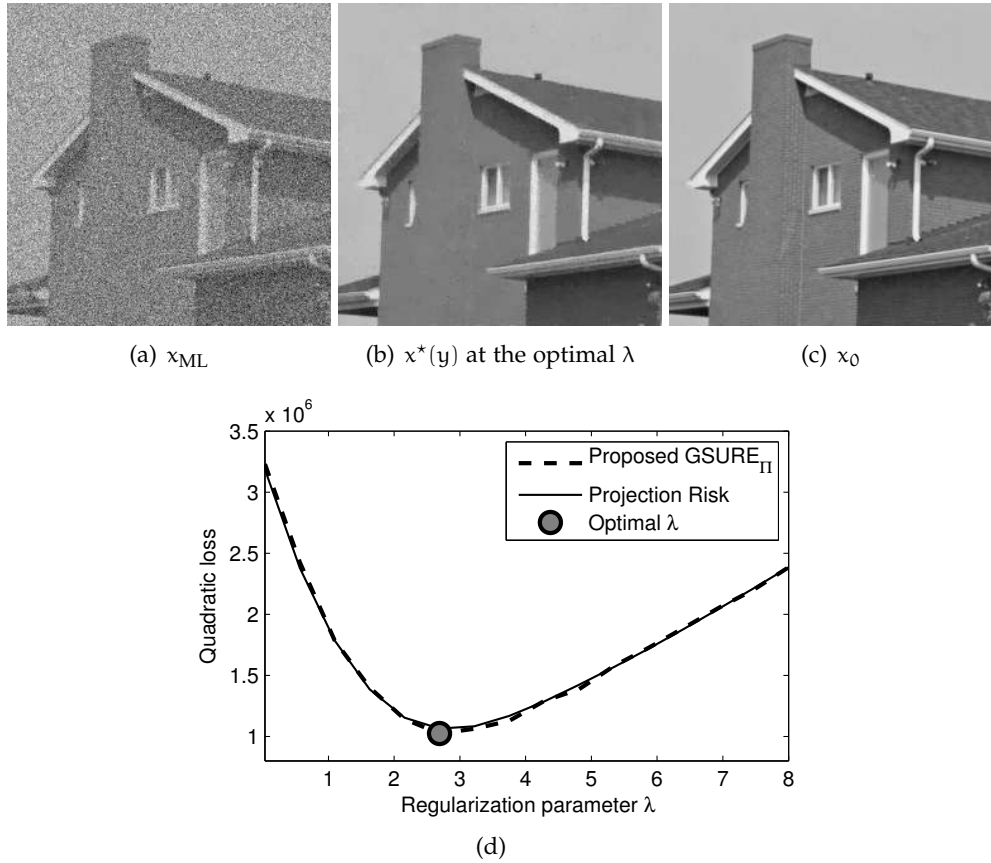 (a) x_ML
(b) x⋆(y) at the optimal λ
(c) x_0
× 10^6
3.5
3
2.5
2
1.5
1
Quadratic loss
Proposed GSURE_Π
Projection Risk
Optimal λ
1 2 3 4 5 6 7 8
Regularization parameter λ
(d)